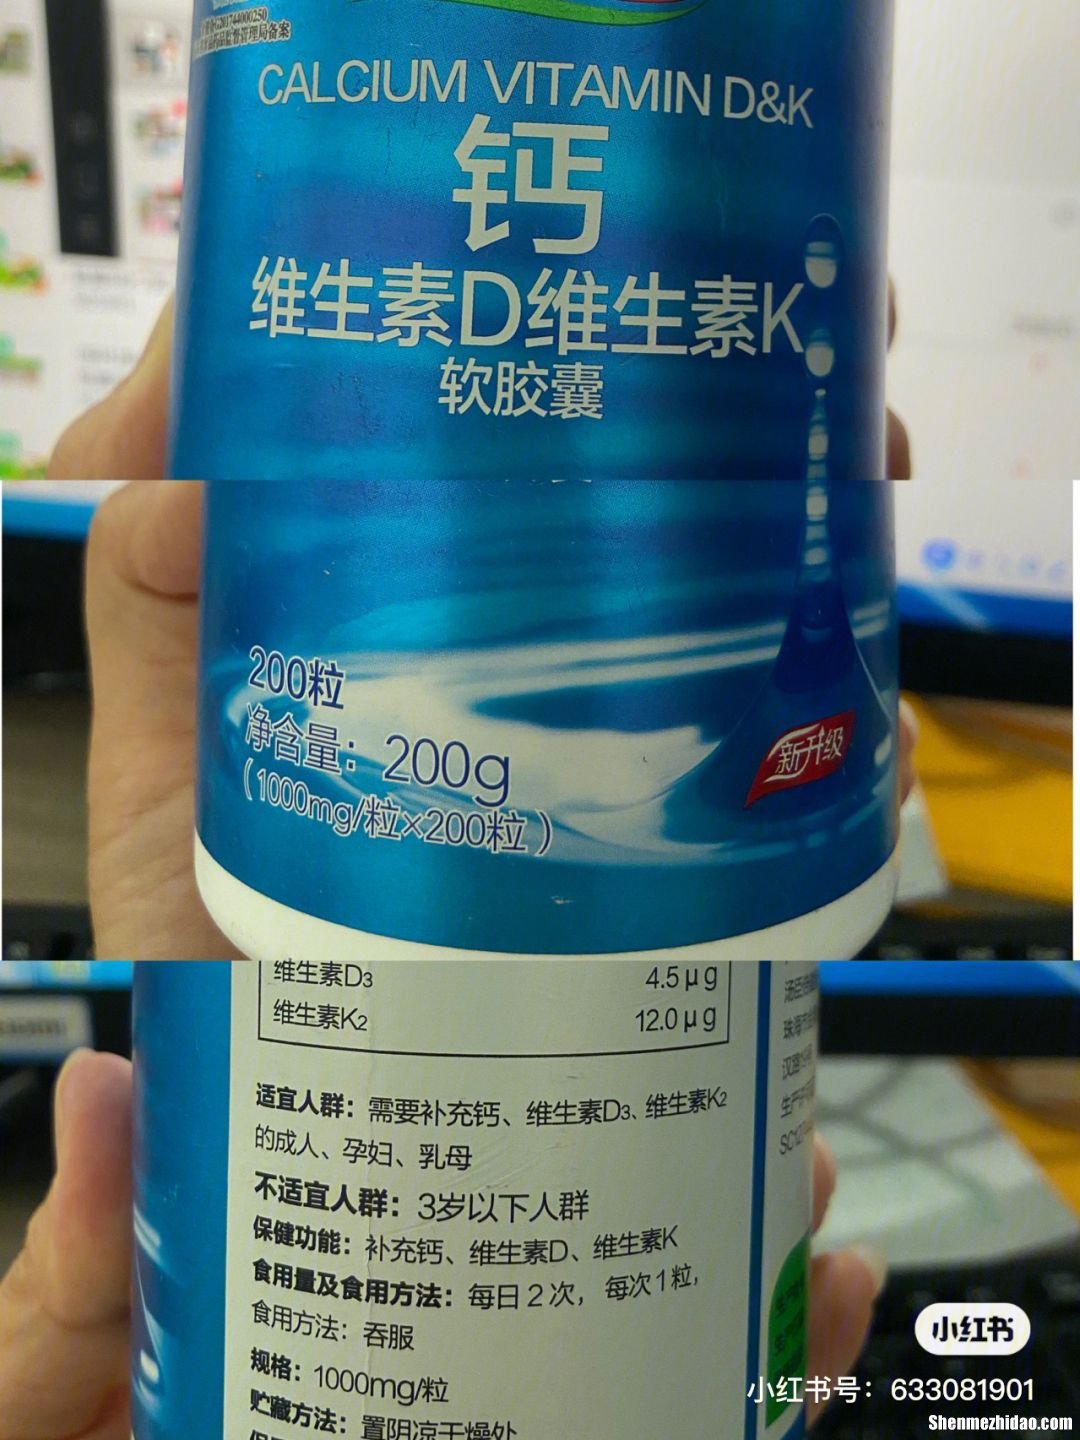 CALCIUM VITAMIN D&K
钙
维生素D维生素K
软胶囊
200粒
净含量：200g
（1000mg/粒×200粒）
新升级
维生素D3 4.5μg
维生素K2 12.0μg
适宜人群：需要补充钙、维生素D3、维生素K2
的成人、孕妇、乳母
不适宜人群：3岁以下人群
保健功能：补充钙、维生素D、维生素K
食用量及食用方法：每日2次，每次1粒，
食用方法：吞服
规格：1000mg/粒
贮藏方法：置阴凉干燥处
小红书
小红书号：633081901
Shenmezhidao.com